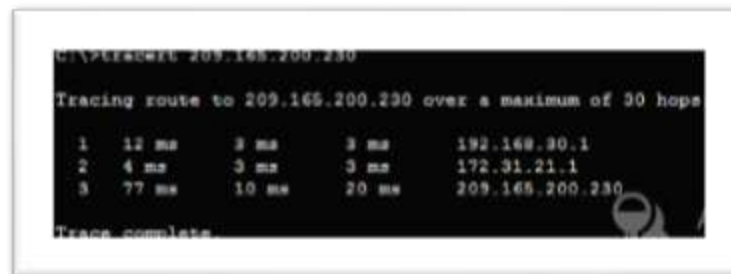 C:\>tracert 209.165.200.230
Tracing route to 209.165.200.230 over a maximum of 30 hops
1 12 ms 3 ms 3 ms 192.168.30.1
2 4 ms 3 ms 3 ms 172.31.21.1
3 77 ms 10 ms 20 ms 209.165.200.230
Trace complete.